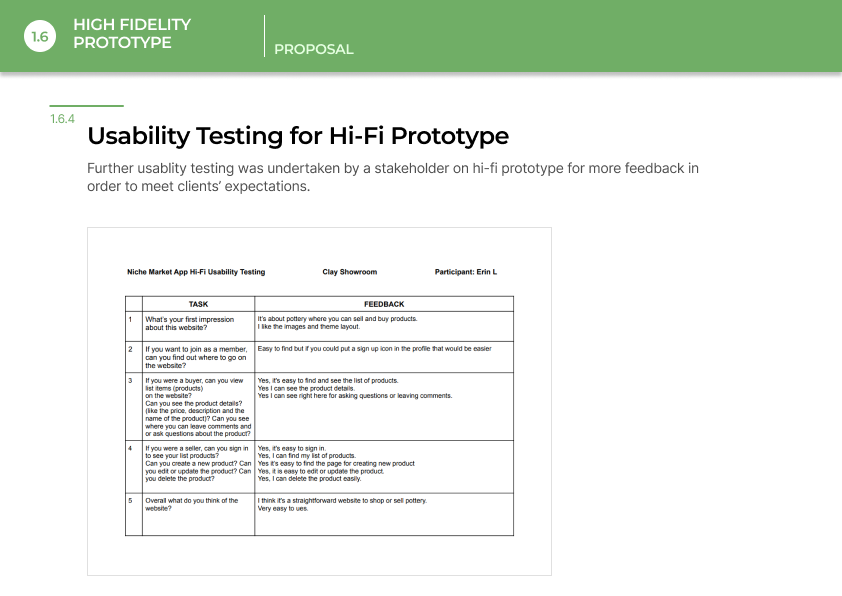 1.6
HIGH FIDELITY
PROTOTYPE
PROPOSAL
1.6.4
Usability Testing for Hi-Fi Prototype
Further usablity testing was undertaken by a stakeholder on hi-fi prototype for more feedback in
order to meet clients' expectations.
Niche Market App Hi-Fi Usability Testing
Clay Showroom
Participant: Erin L
TASK
FEEDBACK
1
What's your first impression
about this website?
It's about pottery where you can sell and buy products.
I like the images and theme layout.
2
If you want to join as a member,
can you find out where to go on
the website?
Easy to find but if you could put a sign up icon in the profile that would be easier
3
If you were a buyer, can you view
list items (products)
on the website?
Can you see the product details?
(like the price, description and the
name of the product)? Can you see
where you can leave comments and
or ask questions about the product?
Yes, it's easy to find and see the list of products.
Yes I can see the product details.
Yes I can see right here for asking questions or leaving comments.
4
If you were a seller, can you sign in
to see your list products?
Can you create a new product? Can
you edit or update the product? Can
you delete the product?
Yes, it's easy to sign in.
Yes, I can find my list of products.
Yes it's easy to find the page for creating new product
Yes, it is easy to edit or update the product.
Yes, I can delete the product easily.
5
Overall what do you think of the
website?
I think it's a straightforward website to shop or sell pottery.
Very easy to ues.